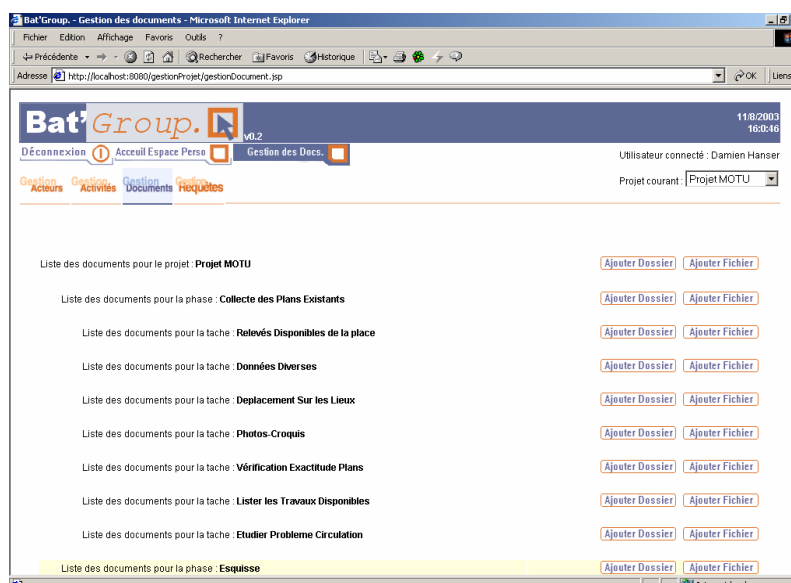 Bat'Group. - Gestion des documents - Microsoft Internet Explorer
Fichier Edition Affichage Favoris Outils ?
Précédente Rechercher Favoris Historique
Adresse http://localhost:8080/gestionProjet/gestionDocument.jsp OK Liens
Bat'Group. v0.2
11/8/2003
16:0:46
Déconnexion Acceuil Espace Perso Gestion des Docs.
Utilisateur connecté : Damien Hanser
Gestion Acteurs Gestion Activités Gestion Documents Gestion Requêtes
Projet courant : Projet MOTU
Liste des documents pour le projet : Projet MOTU Ajouter Dossier Ajouter Fichier
Liste des documents pour la phase : Collecte des Plans Existants Ajouter Dossier Ajouter Fichier
Liste des documents pour la tache : Relevés Disponibles de la place Ajouter Dossier Ajouter Fichier
Liste des documents pour la tache : Données Diverses Ajouter Dossier Ajouter Fichier
Liste des documents pour la tache : Deplacement Sur les Lieux Ajouter Dossier Ajouter Fichier
Liste des documents pour la tache : Photos-Croquis Ajouter Dossier Ajouter Fichier
Liste des documents pour la tache : Vérification Exactitude Plans Ajouter Dossier Ajouter Fichier
Liste des documents pour la tache : Lister les Travaux Disponibles Ajouter Dossier Ajouter Fichier
Liste des documents pour la tache : Etudier Probleme Circulation Ajouter Dossier Ajouter Fichier
Liste des documents pour la phase : Esquisse Ajouter Dossier Ajouter Fichier